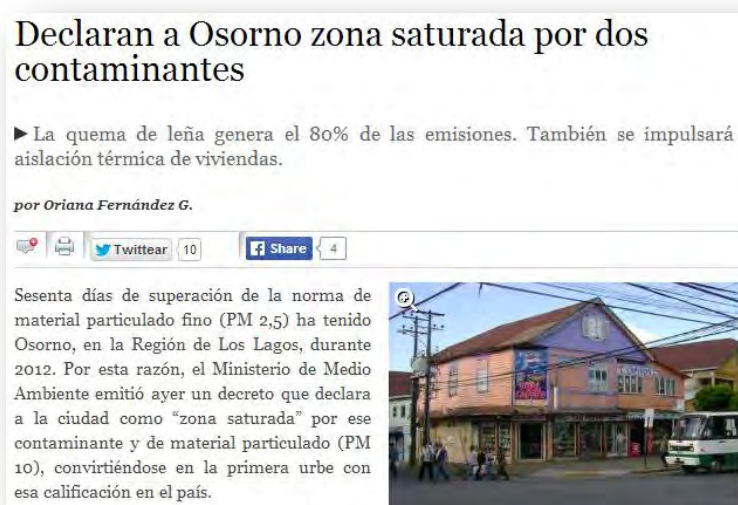 Declaran a Osorno zona saturada por dos
contaminantes
►La quema de leña genera el 80% de las emisiones. También se impulsará
aislación térmica de viviendas.
por Oriana Fernández G.
Twittear 10
Share 4
Sesenta días de superación de la norma de
material particulado fino (PM 2,5) ha tenido
Osorno, en la Región de Los Lagos, durante
2012. Por esta razón, el Ministerio de Medio
Ambiente emitió ayer un decreto que declara
a la ciudad como “zona saturada” por ese
contaminante y de material particulado (PM
10), convirtiéndose en la primera urbe con
esa calificación en el país.